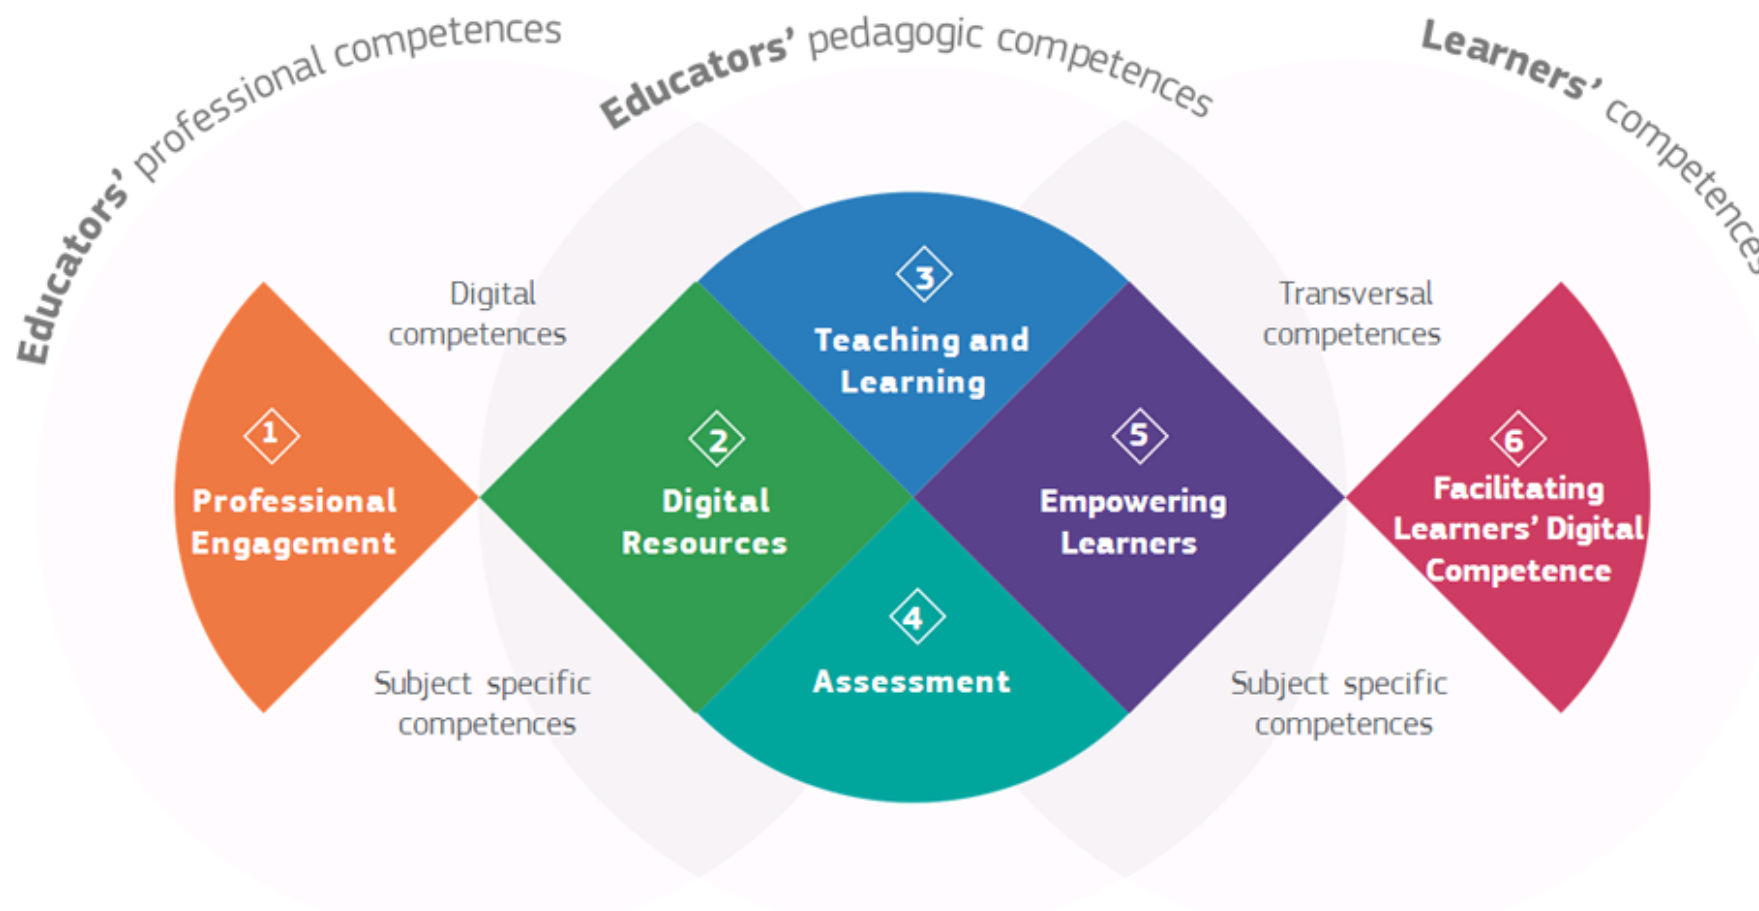 Educators’ professional competences
Educators’ pedagogic competences
Learners’ competences
Digital
competences
Transversal
competences
1
Professional
Engagement
2
Digital
Resources
3
Teaching and
Learning
4
Assessment
5
Empowering
Learners
6
Facilitating
Learners’ Digital
Competence
Subject specific
competences
Subject specific
competences